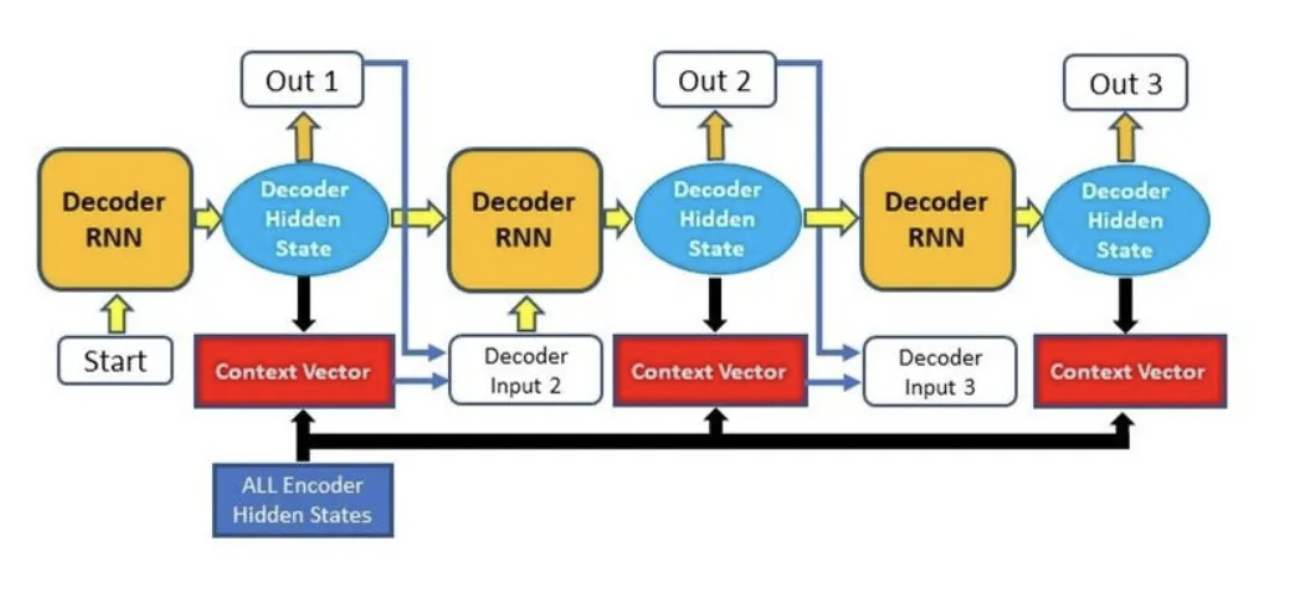 Out 1
Out 2
Out 3
Decoder
RNN
Decoder
Hidden
State
Decoder
RNN
Decoder
Hidden
State
Decoder
RNN
Decoder
Hidden
State
Start
Context Vector
Decoder
Input 2
Context Vector
Decoder
Input 3
Context Vector
ALL Encoder
Hidden States